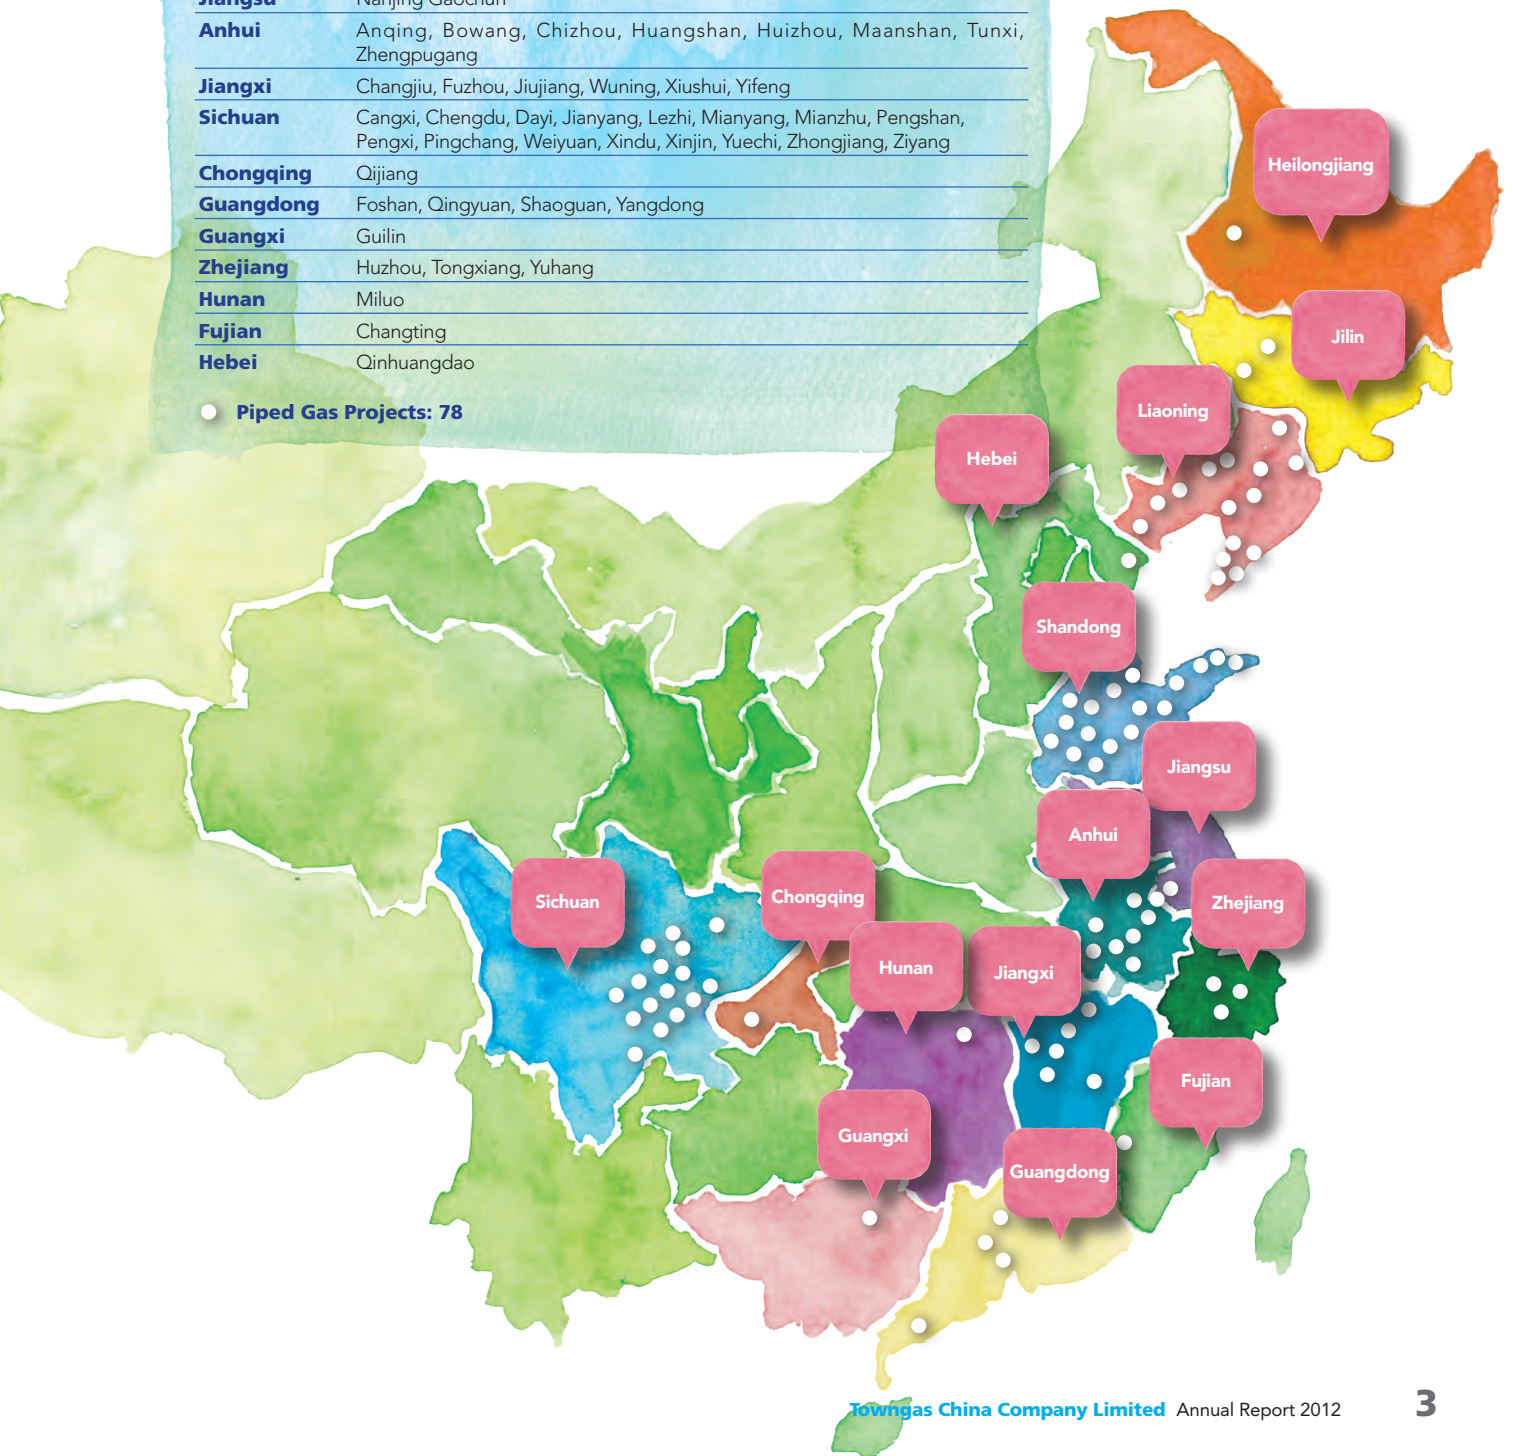 Jiangsu Nanjing Gaochun
Anhui Anqing, Bowang, Chizhou, Huangshan, Huizhou, Maanshan, Tunxi,
Zhengpugang
Jiangxi Changjiu, Fuzhou, Jiujiang, Wuning, Xiushui, Yifeng
Sichuan Cangxi, Chengdu, Dayi, Jianyang, Lezhi, Mianyang, Mianzhu, Pengshan,
Pengxi, Pingchang, Weiyuan, Xindu, Xinjin, Yuechi, Zhongjiang, Ziyang
Chongqing Qijiang
Guangdong Foshan, Qingyuan, Shaoguan, Yangdong
Guangxi Guilin
Zhejiang Huzhou, Tongxiang, Yuhang
Hunan Miluo
Fujian Changting
Hebei Qinhuangdao
Piped Gas Projects: 78
Heilongjiang
Jilin
Liaoning
Hebei
Shandong
Jiangsu
Anhui
Sichuan
Chongqing
Zhejiang
Hunan
Jiangxi
Fujian
Guangxi
Guangdong
Towngas China Company Limited Annual Report 2012 3